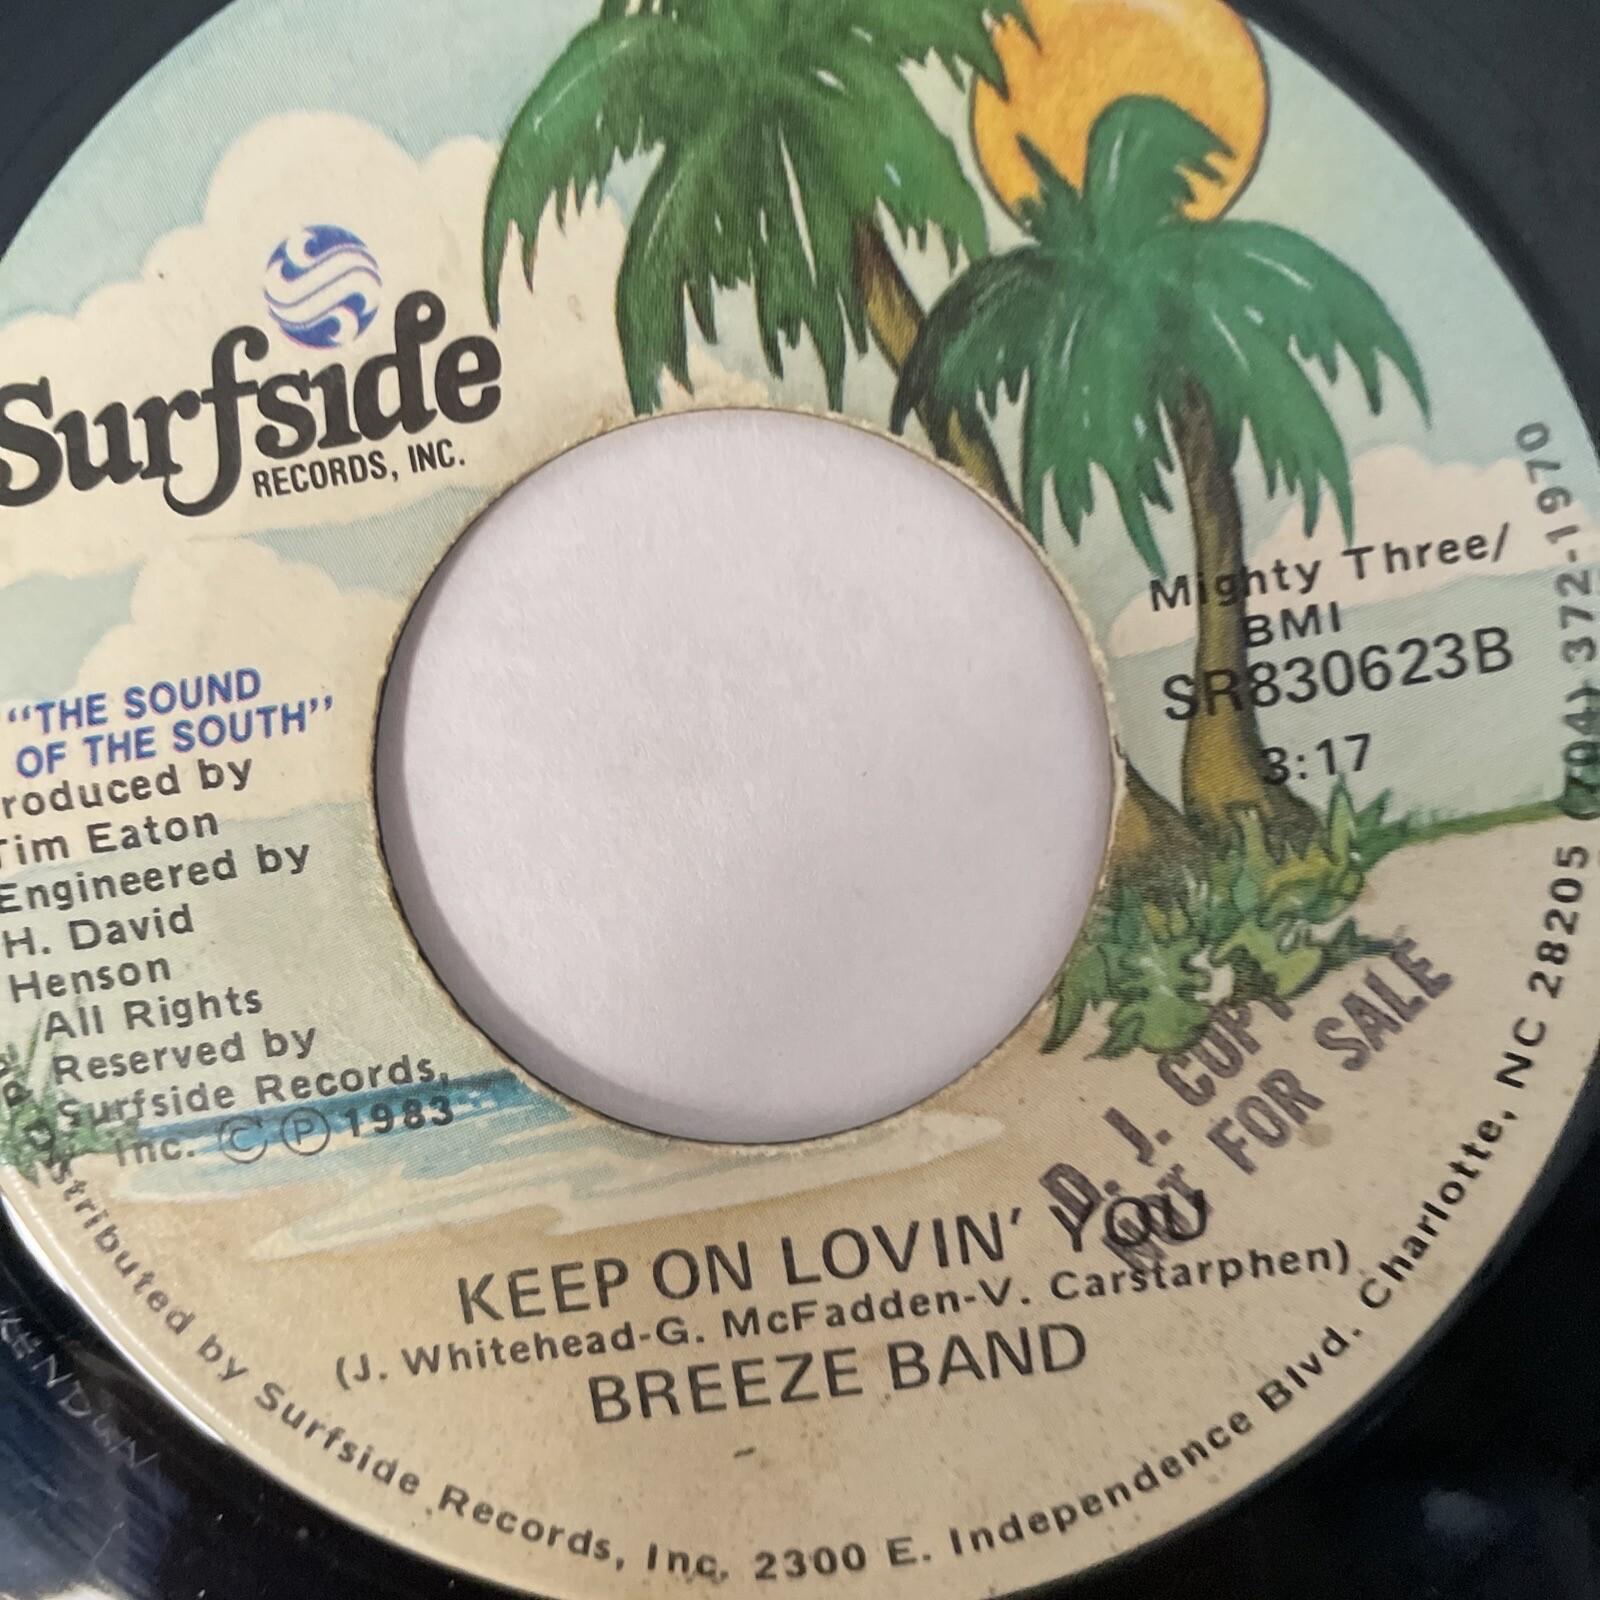 Surfside
RECORDS, INC.
"THE SOUND
OF THE SOUTH"
roduced by
Tim Eaton
Engineered by
H. David
Henson
All Rights
Reserved by
Surfside Records,
Inc. © ℗ 1983
Mighty Three/
BMI
SR830623B
3:17
D. J. COPY
NOT FOR SALE
KEEP ON LOVIN' YOU
(J. Whitehead-G. McFadden-V. Carstarphen)
BREEZE BAND
Distributed by Surfside Records, Inc. 2300 E. Independence Blvd. Charlotte, NC 28205 (704) 372-1970